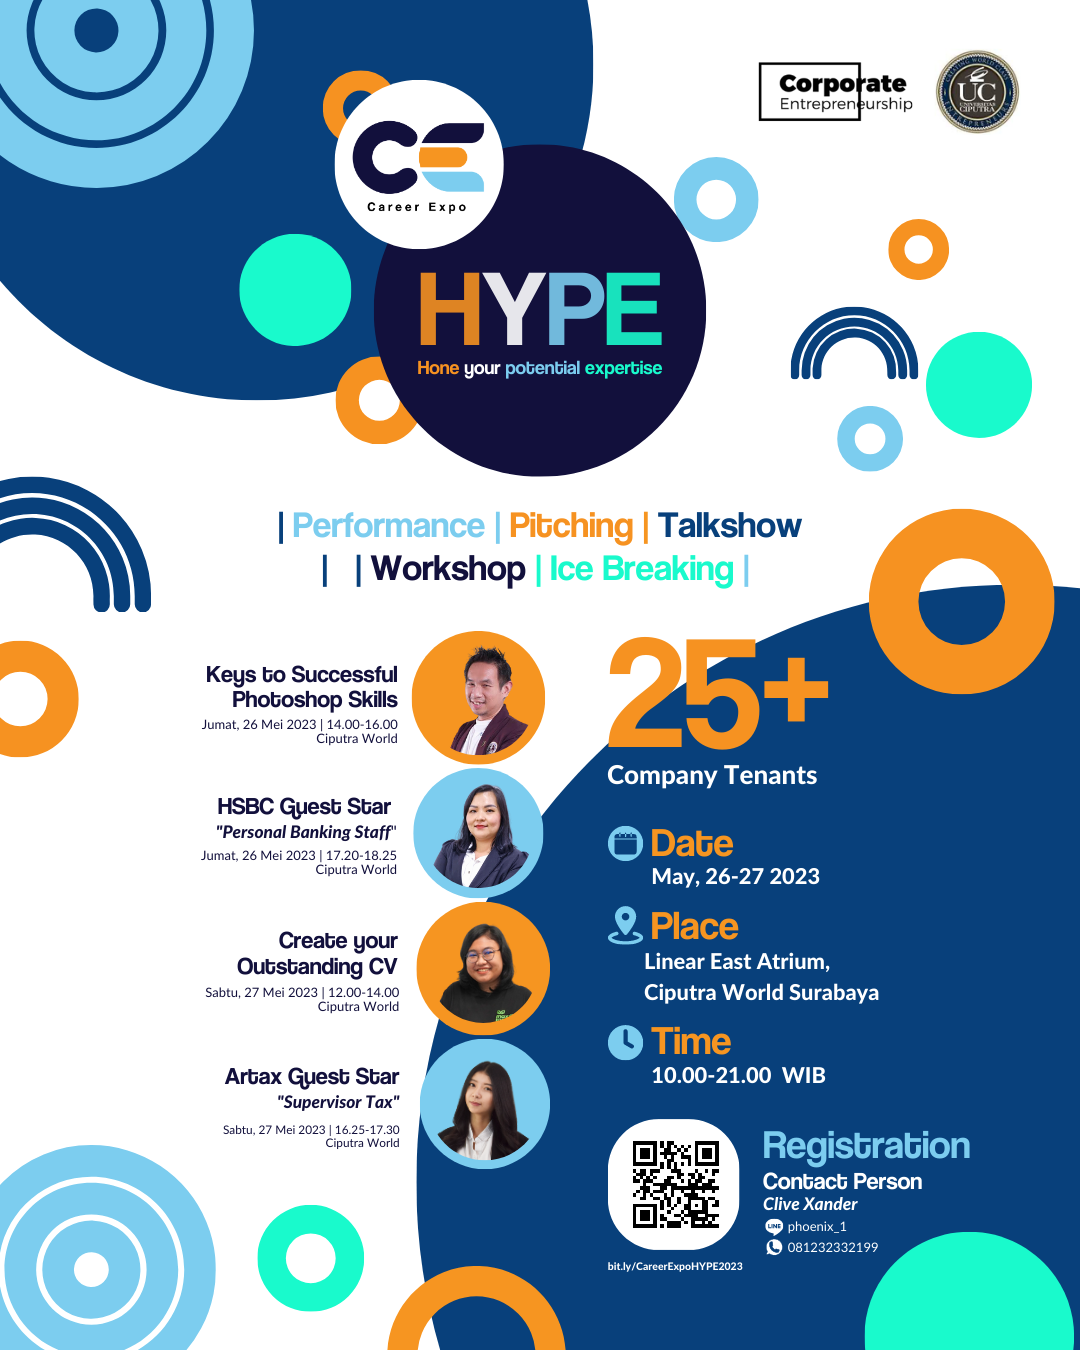 Corporate
Entrepreneurship
UC
UNIVERSITAS
CIPUTRA
CE
Career Expo
HYPE
Hone your potential expertise
| Performance | Pitching | Talkshow
| | Workshop | Ice Breaking |
Keys to Successful
Photoshop Skills
Jumat, 26 Mei 2023 | 14.00-16.00
Ciputra World
HSBC Guest Star
"Personal Banking Staff"
Jumat, 26 Mei 2023 | 17.20-18.25
Ciputra World
Create your
Outstanding CV
Sabtu, 27 Mei 2023 | 12.00-14.00
Ciputra World
Artax Guest Star
"Supervisor Tax"
Sabtu, 27 Mei 2023 | 16.25-17.30
Ciputra World
25+
Company Tenants
Date
May, 26-27 2023
Place
Linear East Atrium,
Ciputra World Surabaya
Time
10.00-21.00 WIB
Registration
Contact Person
Clive Xander
LINE phoenix_1
081232332199
bit.ly/CareerExpoHYPE2023